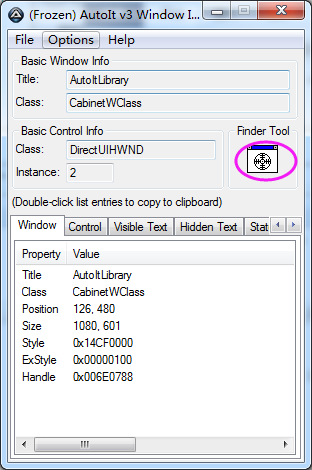 (Frozen) AutoIt v3 Window I...
File Options Help
Basic Window Info
Title: AutoItLibrary
Class: CabinetWClass
Basic Control Info
Class: DirectUIHWND
Instance: 2
Finder Tool
(Double-click list entries to copy to clipboard)
Window Control Visible Text Hidden Text Stat
Property Value
Title AutoItLibrary
Class CabinetWClass
Position 126, 480
Size 1080, 601
Style 0x14CF0000
ExStyle 0x00000100
Handle 0x006E0788